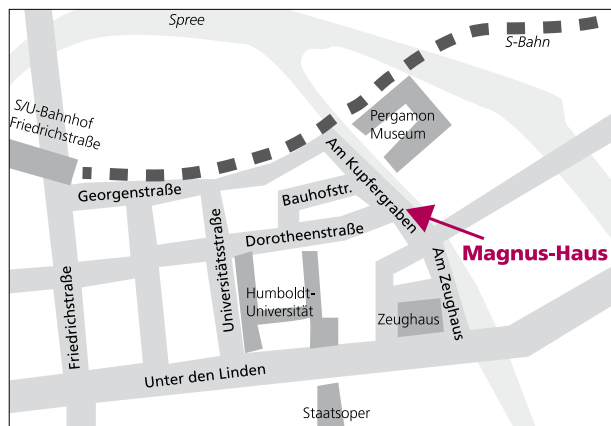 Spree
S-Bahn
S/U-Bahnhof
Friedrichstraße
Pergamon
Museum
Georgenstraße
Am Kupfergraben
Bauhofstr.
Universitätsstraße
Dorotheenstraße
Magnus-Haus
Am Zeughaus
Friedrichstraße
Humboldt-
Universität
Zeughaus
Unter den Linden
Staatsoper